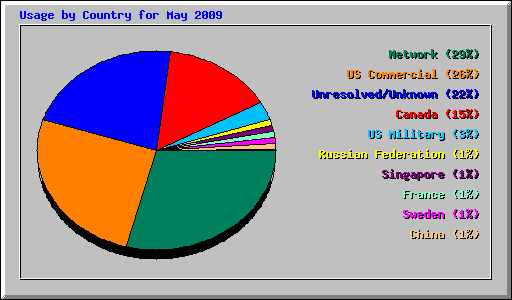 Usage by Country for May 2009
Network (29%)
US Commercial (26%)
Unresolved/Unknown (22%)
Canada (15%)
US Military (3%)
Russian Federation (1%)
Singapore (1%)
France (1%)
Sweden (1%)
China (1%)